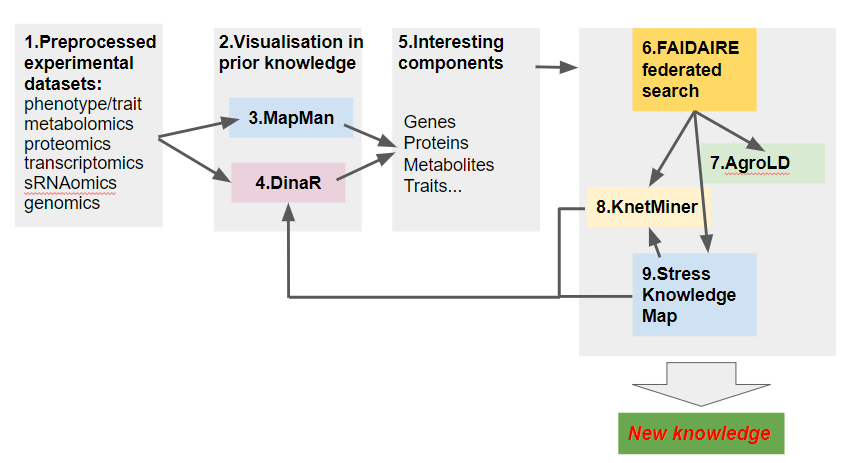 1.Preprocessed
experimental
datasets:
phenotype/trait
metabolomics
proteomics
transcriptomics
sRNAomics
genomics
2.Visualisation in
prior knowledge
3.MapMan
4.DinaR
5.Interesting
components
Genes
Proteins
Metabolites
Traits...
6.FAIDAIRE
federated
search
7.AgroLD
8.KnetMiner
9.Stress
Knowledge
Map
New knowledge